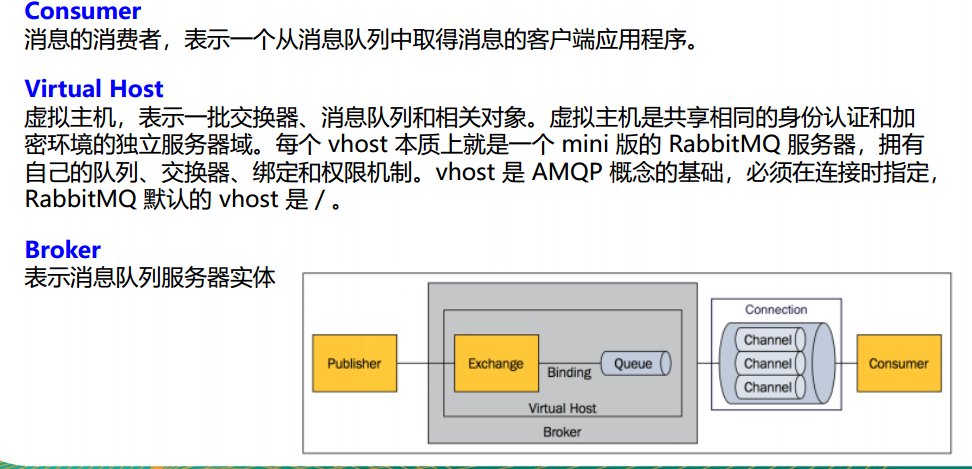 Consumer
消息的消费者，表示一个从消息队列中取得消息的客户端应用程序。
Virtual Host
虚拟主机，表示一批交换器、消息队列和相关对象。虚拟主机是共享相同的身份认证和加
密环境的独立服务器域。每个 vhost 本质上就是一个 mini 版的 RabbitMQ 服务器，拥有
自己的队列、交换器、绑定和权限机制。vhost 是 AMQP 概念的基础，必须在连接时指定，
RabbitMQ 默认的 vhost 是 / 。
Broker
表示消息队列服务器实体
Publisher
Exchange
Binding
Queue
Virtual Host
Broker
Connection
Channel
Channel
Channel
Consumer